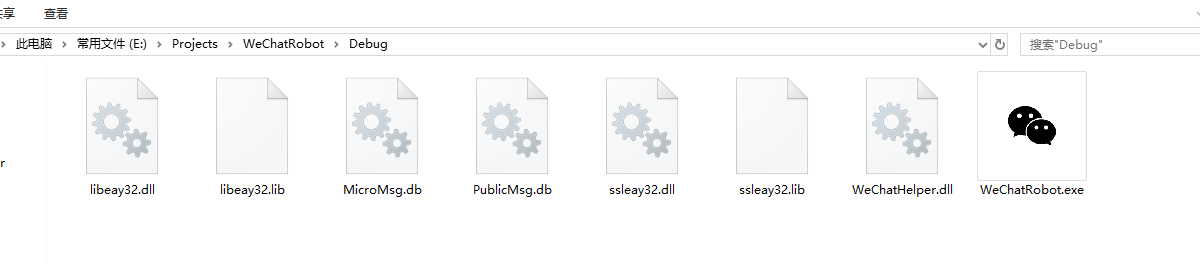 共享 查看
此电脑 常用文件 (E:) Projects WeChatRobot Debug 搜索"Debug"
libeay32.dll libeay32.lib MicroMsg.db PublicMsg.db ssleay32.dll ssleay32.lib WeChatHelper.dll WeChatRobot.exe